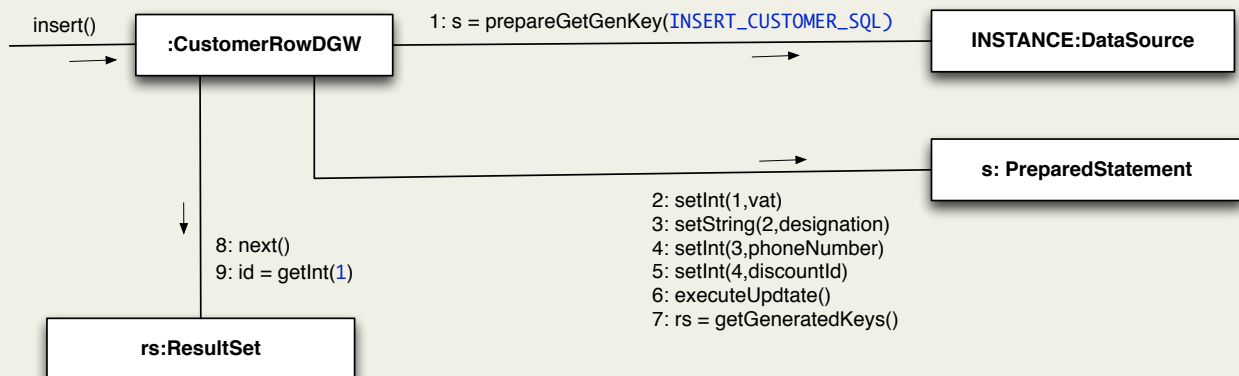 insert()
:CustomerRowDGW
1: s = prepareGetGenKey(INSERT_CUSTOMER_SQL)
INSTANCE:DataSource
s: PreparedStatement
2: setInt(1,vat)
3: setString(2,designation)
4: setInt(3,phoneNumber)
5: setInt(4,discountId)
6: executeUpdtate()
7: rs = getGeneratedKeys()
8: next()
9: id = getInt(1)
rs:ResultSet